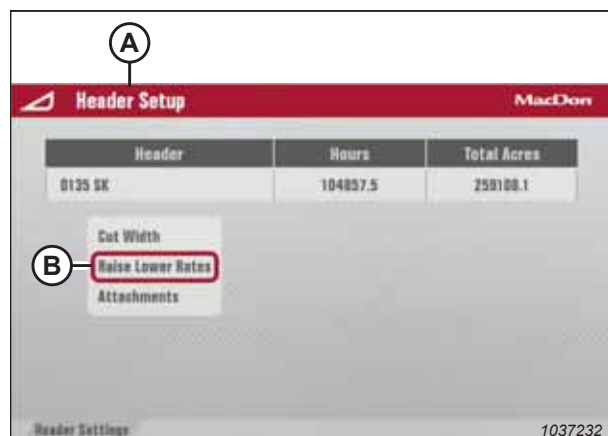 A
Header Setup MacDon
Header Hours Total Acres
D135 SK 104857.5 259108.1
Cut Width
B Raise Lower Rates
Attachments
Header Settings
1037232